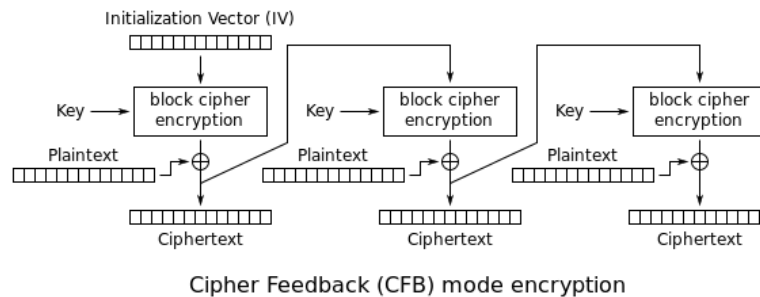 Initialization Vector (IV)
Key
block cipher
encryption
Plaintext
Ciphertext
Key
block cipher
encryption
Plaintext
Ciphertext
Key
block cipher
encryption
Plaintext
Ciphertext
Cipher Feedback (CFB) mode encryption